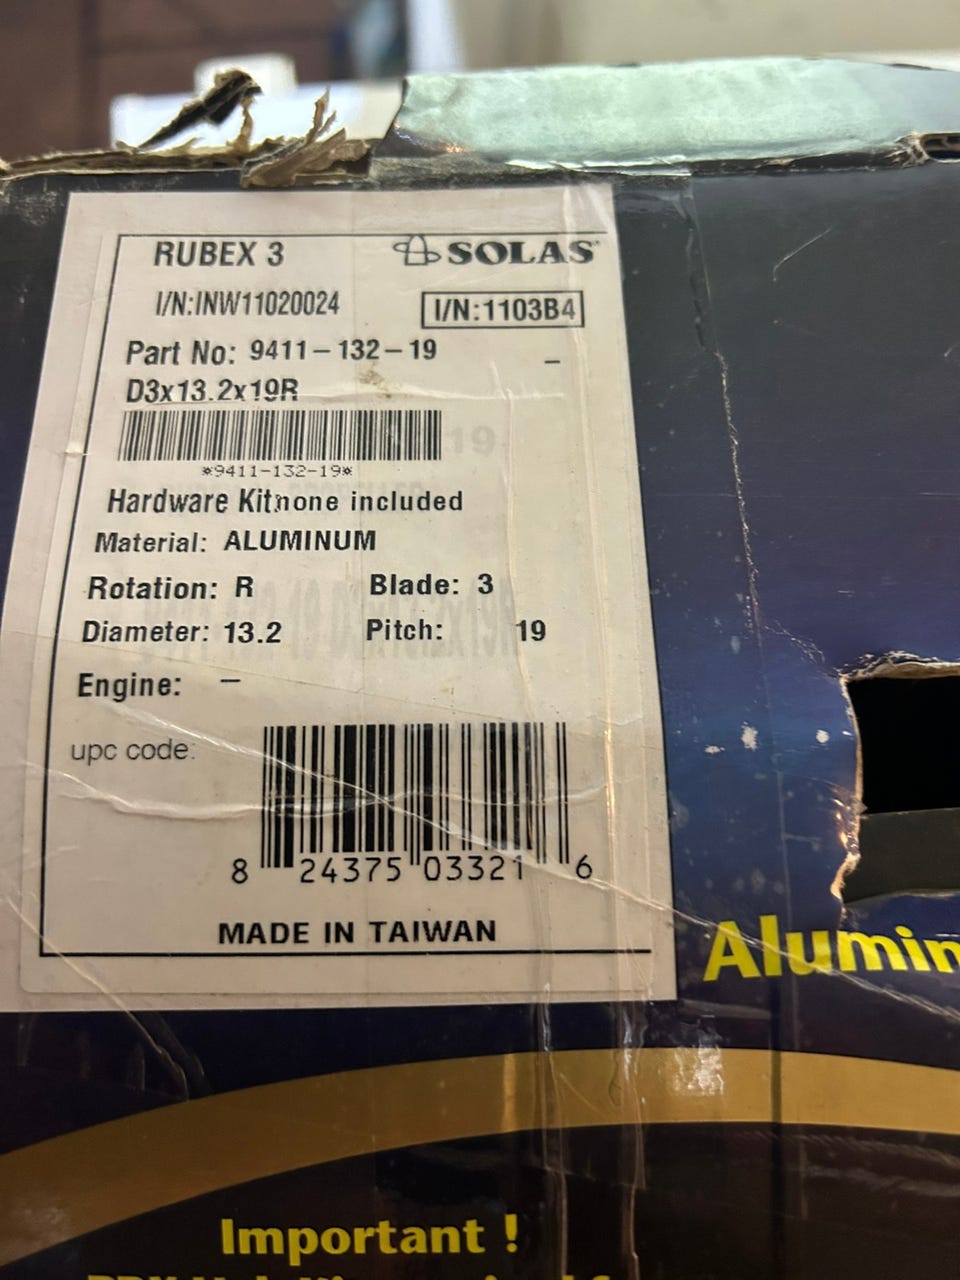 RUBEX 3 SOLAS
I/N:INW11020024 I/N:1103B4
Part No: 9411-132-19 -
D3x13.2x19R
*9411-132-19*
Hardware Kit:none included
Material: ALUMINUM
Rotation: R Blade: 3
Diameter: 13.2 Pitch: 19
Engine: -
upc code:
8 24375 03321 6
MADE IN TAIWAN
Alumin
Important !